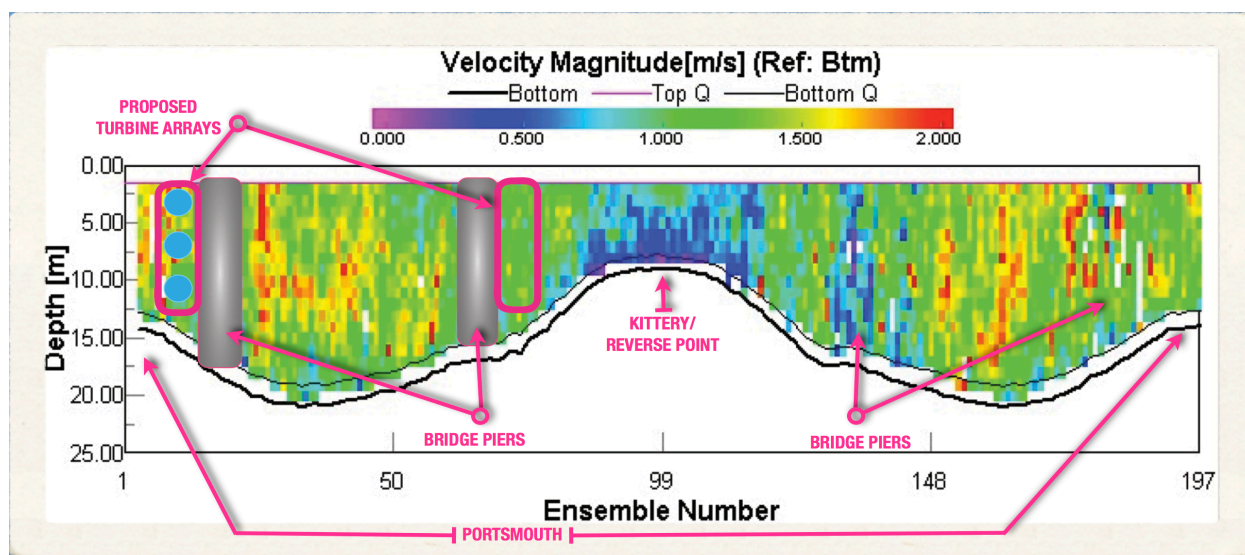 Velocity Magnitude[m/s] (Ref: Btm)
Bottom Top Q Bottom Q
PROPOSED
TURBINE ARRAYS
0.000 0.500 1.000 1.500 2.000
0.00
5.00
10.00
15.00
20.00
25.00
Depth [m]
KITTERY/
REVERSE POINT
BRIDGE PIERS
BRIDGE PIERS
1 50 99 148 197
Ensemble Number
PORTSMOUTH